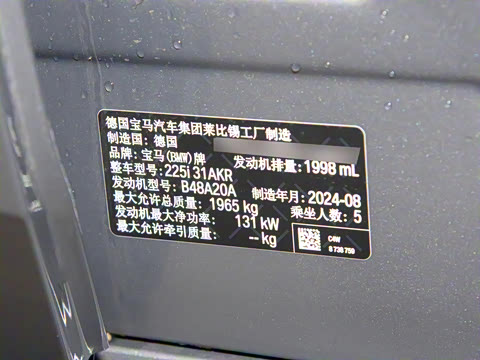 德国宝马汽车集团莱比锡工厂制造
制造国: 德国
品牌: 宝马(BMW)牌 发动机排量: 1998 mL
整车型号: 225i 31AKR
发动机型号: B48A20A 制造年月: 2024-08
最大允许总质量: 1965 kg 乘坐人数: 5
发动机最大净功率: 131 kW
最大允许牵引质量: -- kg
C4W
8 738 759